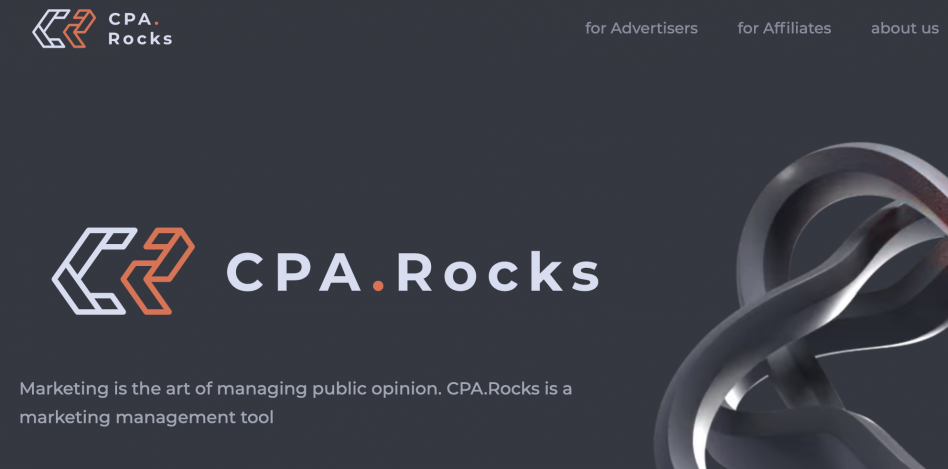 CPA.
Rocks
for Advertisers for Affiliates about us
CPA.Rocks
Marketing is the art of managing public opinion. CPA.Rocks is a
marketing management tool